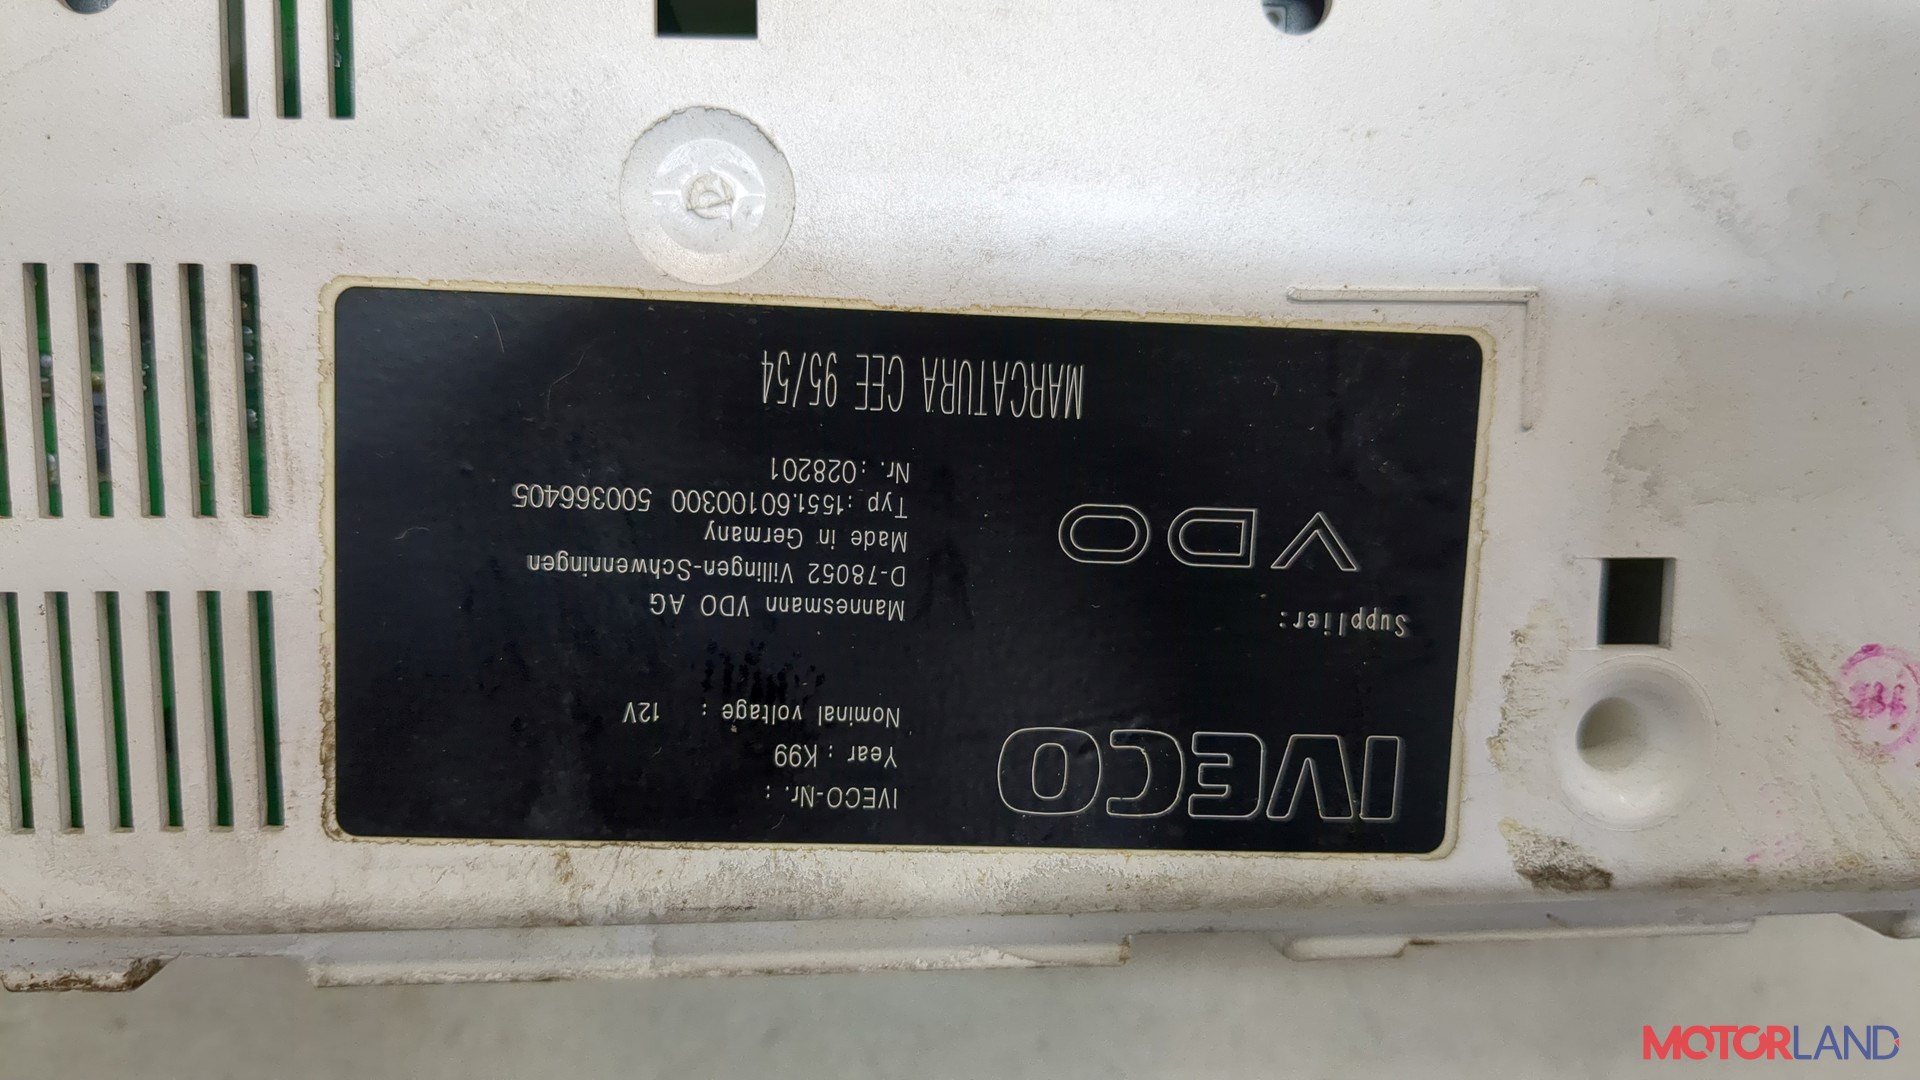 IVECO
IVECO-Nr. :
Year : K99
Nominal voltage : 12V
Supplier:
VDO
Mannesmann VDO AG
D-78052 Villingen-Schwenningen
Made in Germany
Typ :1551.60100300 500366405
Nr. :028201
MARCATURA CEE 95/54
MOTORLAND